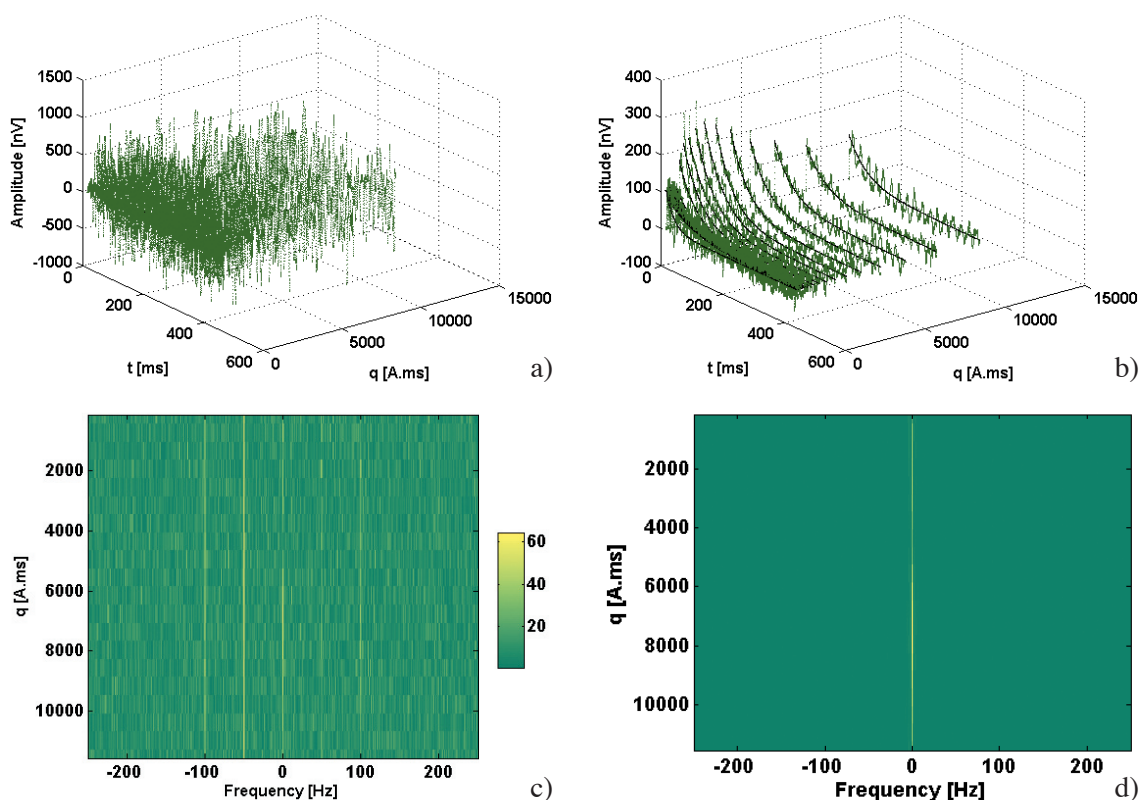 1500
1000
500
0
-500
-1000
Amplitude [nV]
0
200
400
600
t [ms]
0
5000
10000
15000
q [A.ms]
a)
400
300
200
100
0
-100
Amplitude [nV]
0
200
400
600
t [ms]
0
5000
10000
15000
q [A.ms]
b)
2000
4000
6000
8000
10000
q [A.ms]
-200 -100 0 100 200
Frequency [Hz]
60
40
20
c)
2000
4000
6000
8000
10000
q [A.ms]
-200 -100 0 100 200
Frequency [Hz]
d)